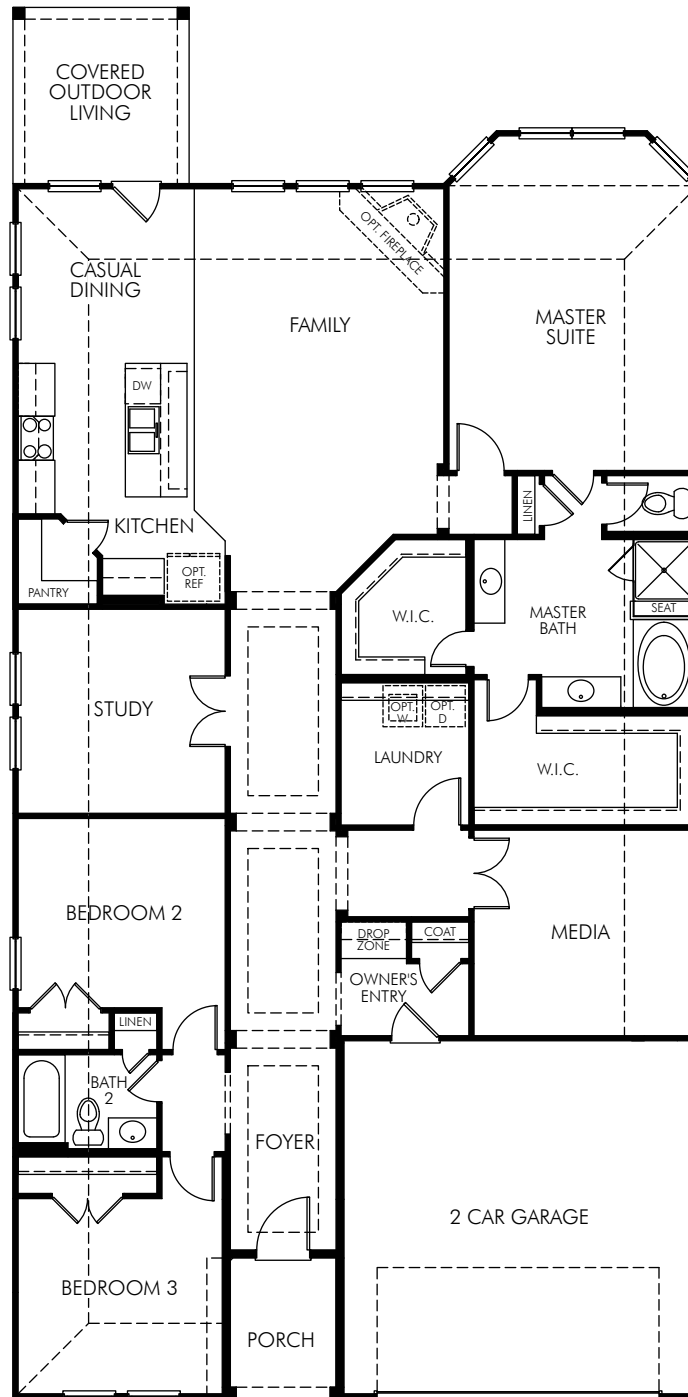 COVERED
OUTDOOR
LIVING
CASUAL
DINING
OPT. FIREPLACE
FAMILY
MASTER
SUITE
DW
LINEN
KITCHEN
OPT.
REF
PANTRY
W.I.C.
MASTER
BATH
SEAT
STUDY
OPT.
W
OPT.
D
LAUNDRY
W.I.C.
BEDROOM 2
DROP
ZONE
COAT
MEDIA
OWNER'S
ENTRY
LINEN
BATH
2
FOYER
2 CAR GARAGE
BEDROOM 3
PORCH